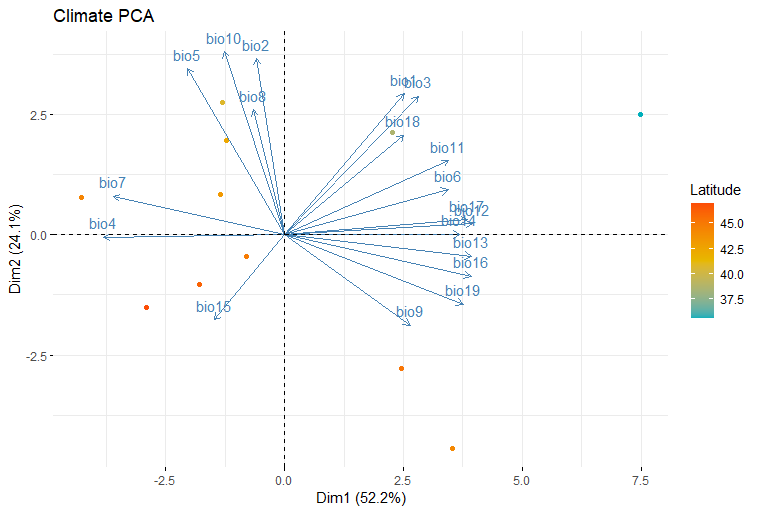 Climate PCA
bio10
bio2
bio5
bio8
bio1
bio3
bio18
bio11
bio6
bio7
bio17
bio12
bio14
bio4
bio13
bio16
bio19
bio15
bio9
2.5
0.0
-2.5
Dim2 (24.1%)
-2.5
0.0
2.5
5.0
7.5
Dim1 (52.2%)
Latitude
45.0
42.5
40.0
37.5